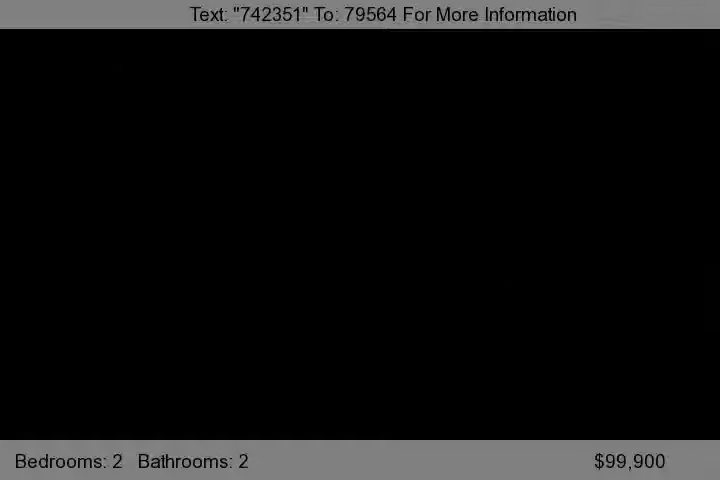 Text: "742351" To: 79564 For More Information
Bedrooms: 2 Bathrooms: 2 $99,900